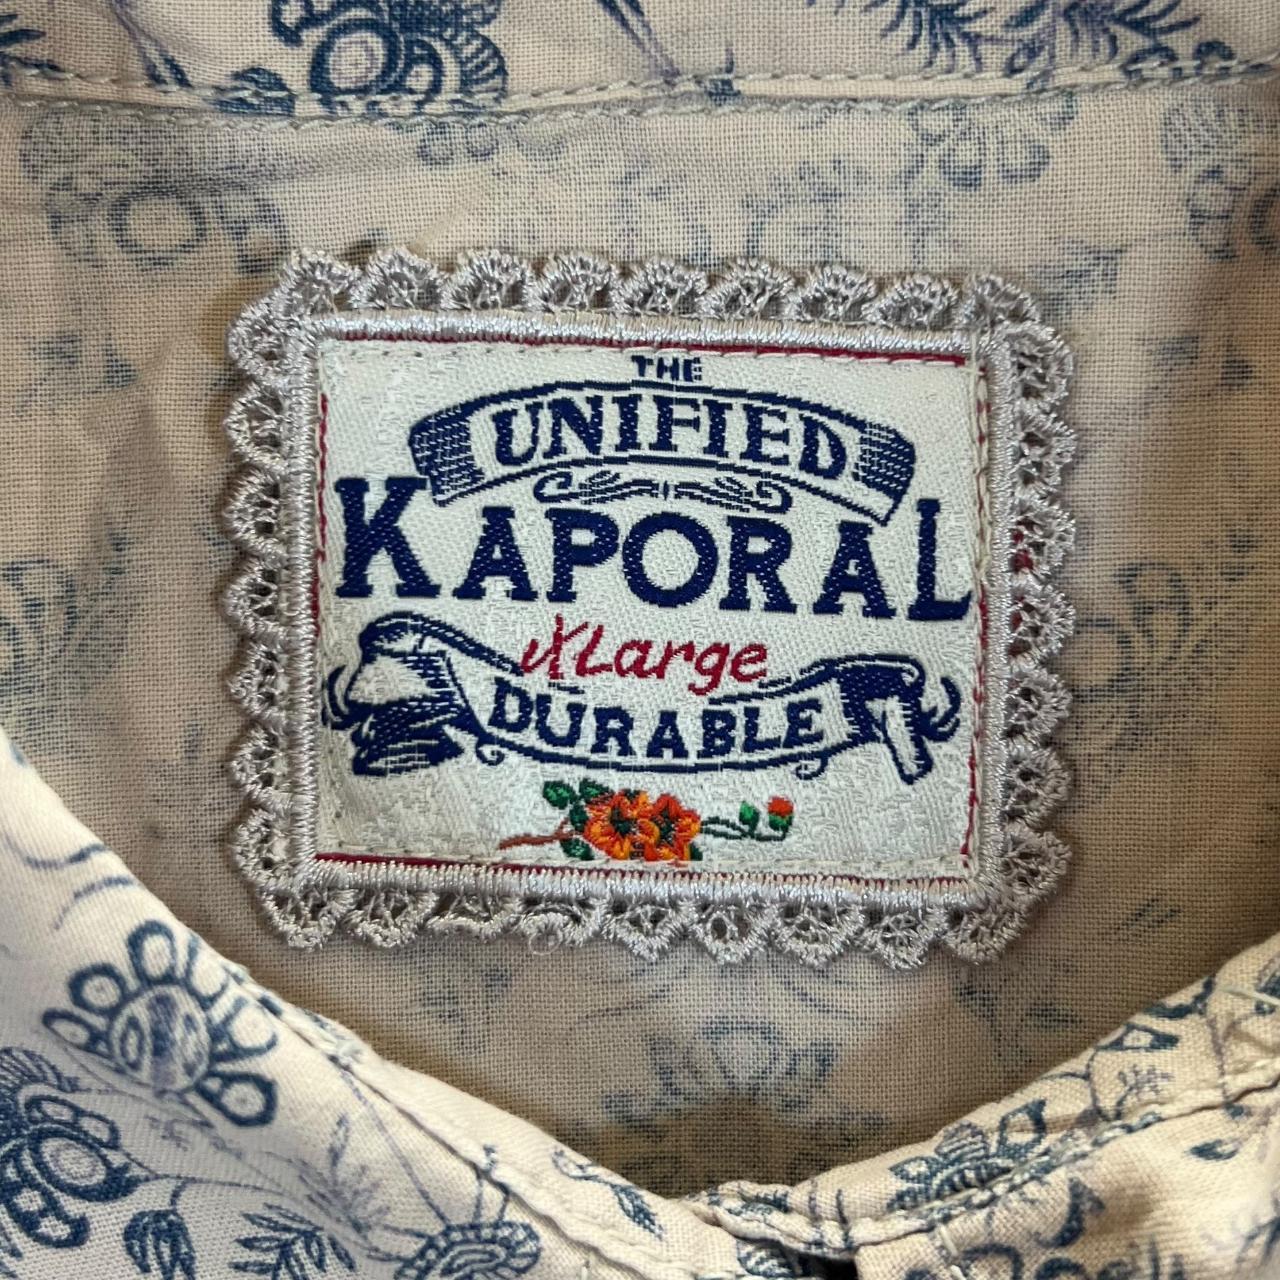 THE
UNIFIED
KAPORAL
XLarge
DURABLE